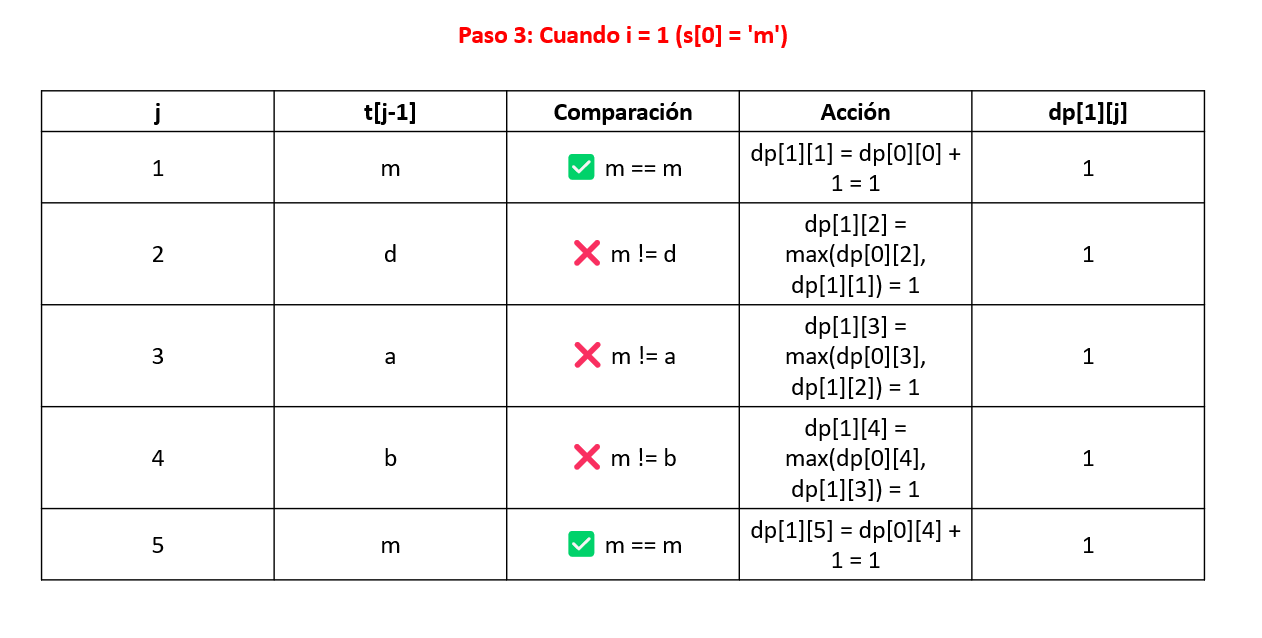 Paso 3: Cuando i = 1 (s[0] = 'm')
j t[j-1] Comparación Acción dp[1][j]
1 m ✅ m == m dp[1][1] = dp[0][0] +
1 = 1 1
2 d ❌ m != d dp[1][2] =
max(dp[0][2],
dp[1][1]) = 1 1
3 a ❌ m != a dp[1][3] =
max(dp[0][3],
dp[1][2]) = 1 1
4 b ❌ m != b dp[1][4] =
max(dp[0][4],
dp[1][3]) = 1 1
5 m ✅ m == m dp[1][5] = dp[0][4] +
1 = 1 1